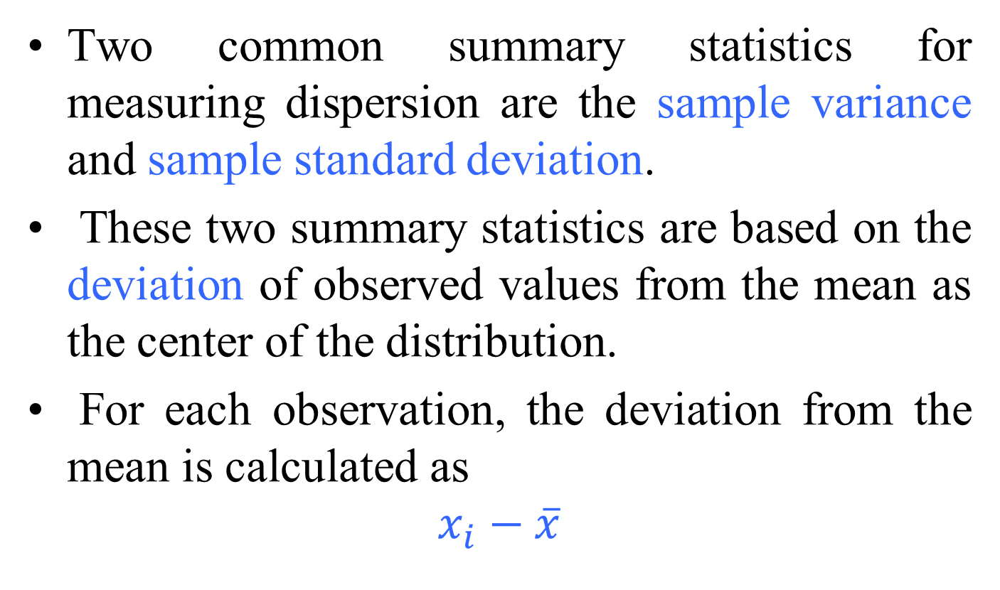 • Two common summary statistics for
measuring dispersion are the sample variance
and sample standard deviation.
• These two summary statistics are based on the
deviation of observed values from the mean as
the center of the distribution.
• For each observation, the deviation from the
mean is calculated as
xᵢ − x̄